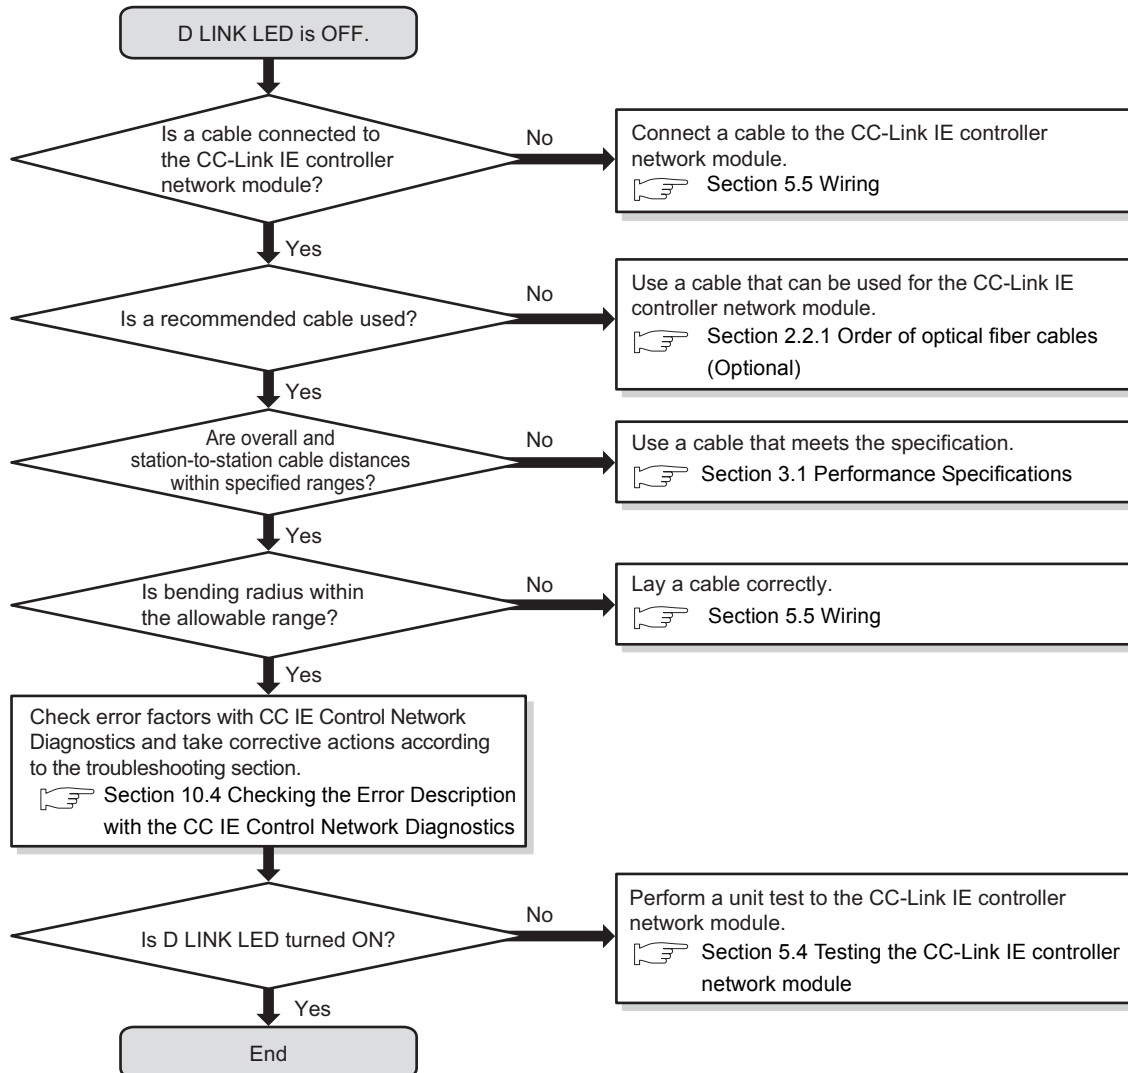 D LINK LED is OFF.
Is a cable connected to
the CC-Link IE controller
network module?
No
Connect a cable to the CC-Link IE controller
network module.
Section 5.5 Wiring
Yes
Is a recommended cable used?
No
Use a cable that can be used for the CC-Link IE
controller network module.
Section 2.2.1 Order of optical fiber cables
(Optional)
Yes
Are overall and
station-to-station cable distances
within specified ranges?
No
Use a cable that meets the specification.
Section 3.1 Performance Specifications
Yes
Is bending radius within
the allowable range?
No
Lay a cable correctly.
Section 5.5 Wiring
Yes
Check error factors with CC IE Control Network
Diagnostics and take corrective actions according
to the troubleshooting section.
Section 10.4 Checking the Error Description
with the CC IE Control Network Diagnostics
Is D LINK LED turned ON?
No
Perform a unit test to the CC-Link IE controller
network module.
Section 5.4 Testing the CC-Link IE controller
network module
Yes
End